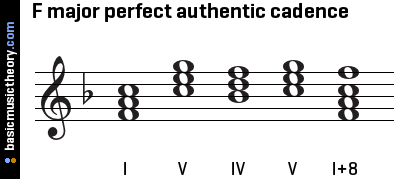 F major perfect authentic cadence
I V IV V I+8
basicmusictheory.com